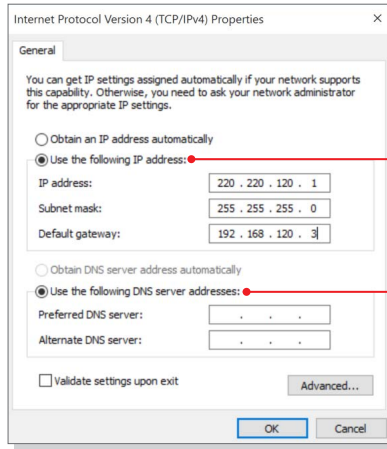 Internet Protocol Version 4 (TCP/IPv4) Properties
General
You can get IP settings assigned automatically if your network supports
this capability. Otherwise, you need to ask your network administrator
for the appropriate IP settings.
Obtain an IP address automatically
Use the following IP address:
IP address: 220 . 220 . 120 . 1
Subnet mask: 255 . 255 . 255 . 0
Default gateway: 192 . 168 . 120 . 3
Obtain DNS server address automatically
Use the following DNS server addresses:
Preferred DNS server: . . .
Alternate DNS server: . . .
Validate settings upon exit
Advanced...
OK Cancel